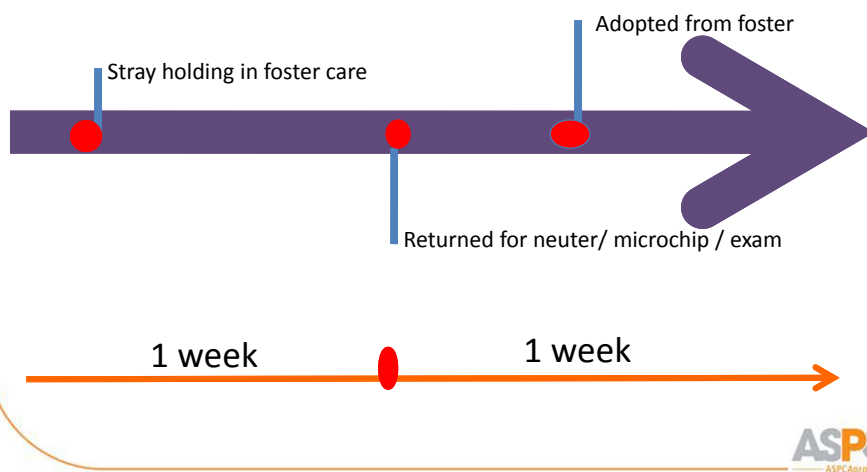 Adopted from foster
Stray holding in foster care
Returned for neuter/ microchip / exam
1 week
1 week
ASP